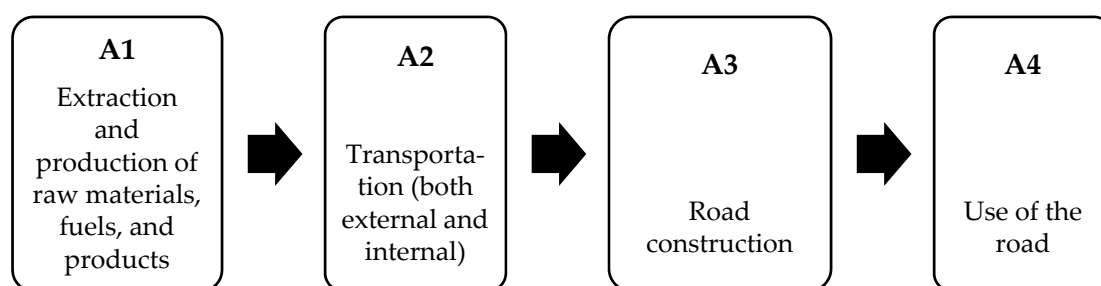 A1
Extraction
and
production of
raw materials,
fuels, and
products
A2
Transporta-
tion (both
external and
internal)
A3
Road
construction
A4
Use of the
road